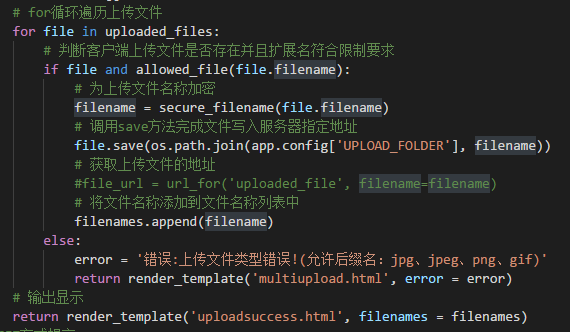 # for循环遍历上传文件
for file in uploaded_files:
# 判断客户端上传文件是否存在并且扩展名符合限制要求
if file and allowed_file(file.filename):
# 为上传文件名称加密
filename = secure_filename(file.filename)
# 调用save方法完成文件写入服务器指定地址
file.save(os.path.join(app.config['UPLOAD_FOLDER'], filename))
# 获取上传文件的地址
#file_url = url_for('uploaded_file', filename=filename)
# 将文件名称添加到文件名称列表中
filenames.append(filename)
else:
error = '错误:上传文件类型错误!(允许后缀名: jpg、jpeg、png、gif)'
return render_template('multiupload.html', error = error)
# 输出显示
return render_template('uploadsuccess.html', filenames = filenames)